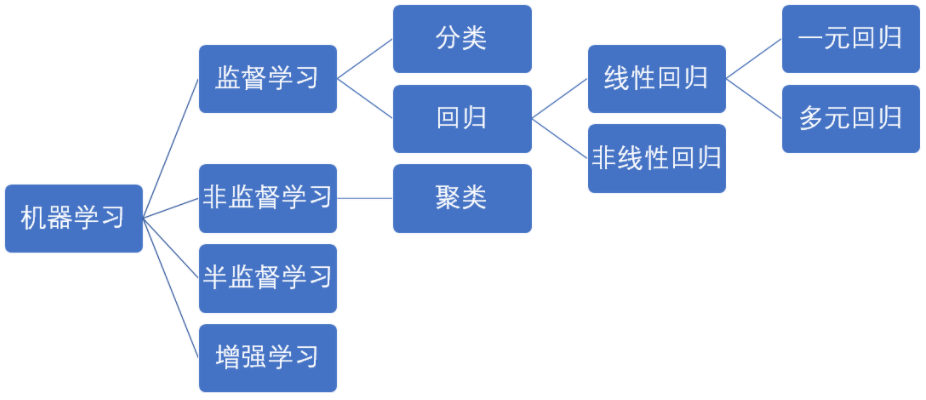 机器学习
监督学习
分类
回归
线性回归
一元回归
多元回归
非线性回归
非监督学习
聚类
半监督学习
增强学习